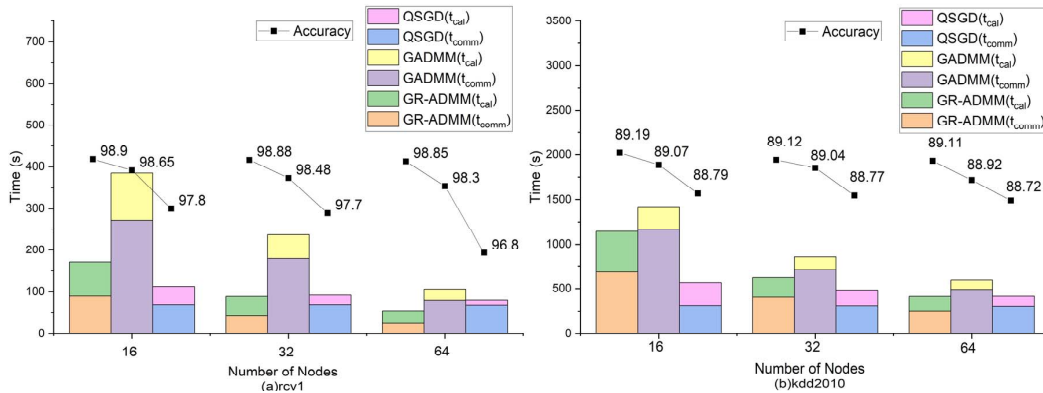 Time (s)
700
600
500
400
300
200
100
0
Accuracy
QSGD(tcal)
QSGD(tcomm)
GADMM(tcal)
GADMM(tcomm)
GR-ADMM(tcal)
GR-ADMM(tcomm)
98.9
98.65
97.8
98.88
98.48
97.7
98.85
98.3
96.8
16
32
64
Number of Nodes
(a)rcv1
Time (s)
3500
3000
2500
2000
1500
1000
500
0
Accuracy
QSGD(tcal)
QSGD(tcomm)
GADMM(tcal)
GADMM(tcomm)
GR-ADMM(tcal)
GR-ADMM(tcomm)
89.19
89.07
88.79
89.12
89.04
88.77
89.11
88.92
88.72
16
32
64
Number of Nodes
(b)kdd2010